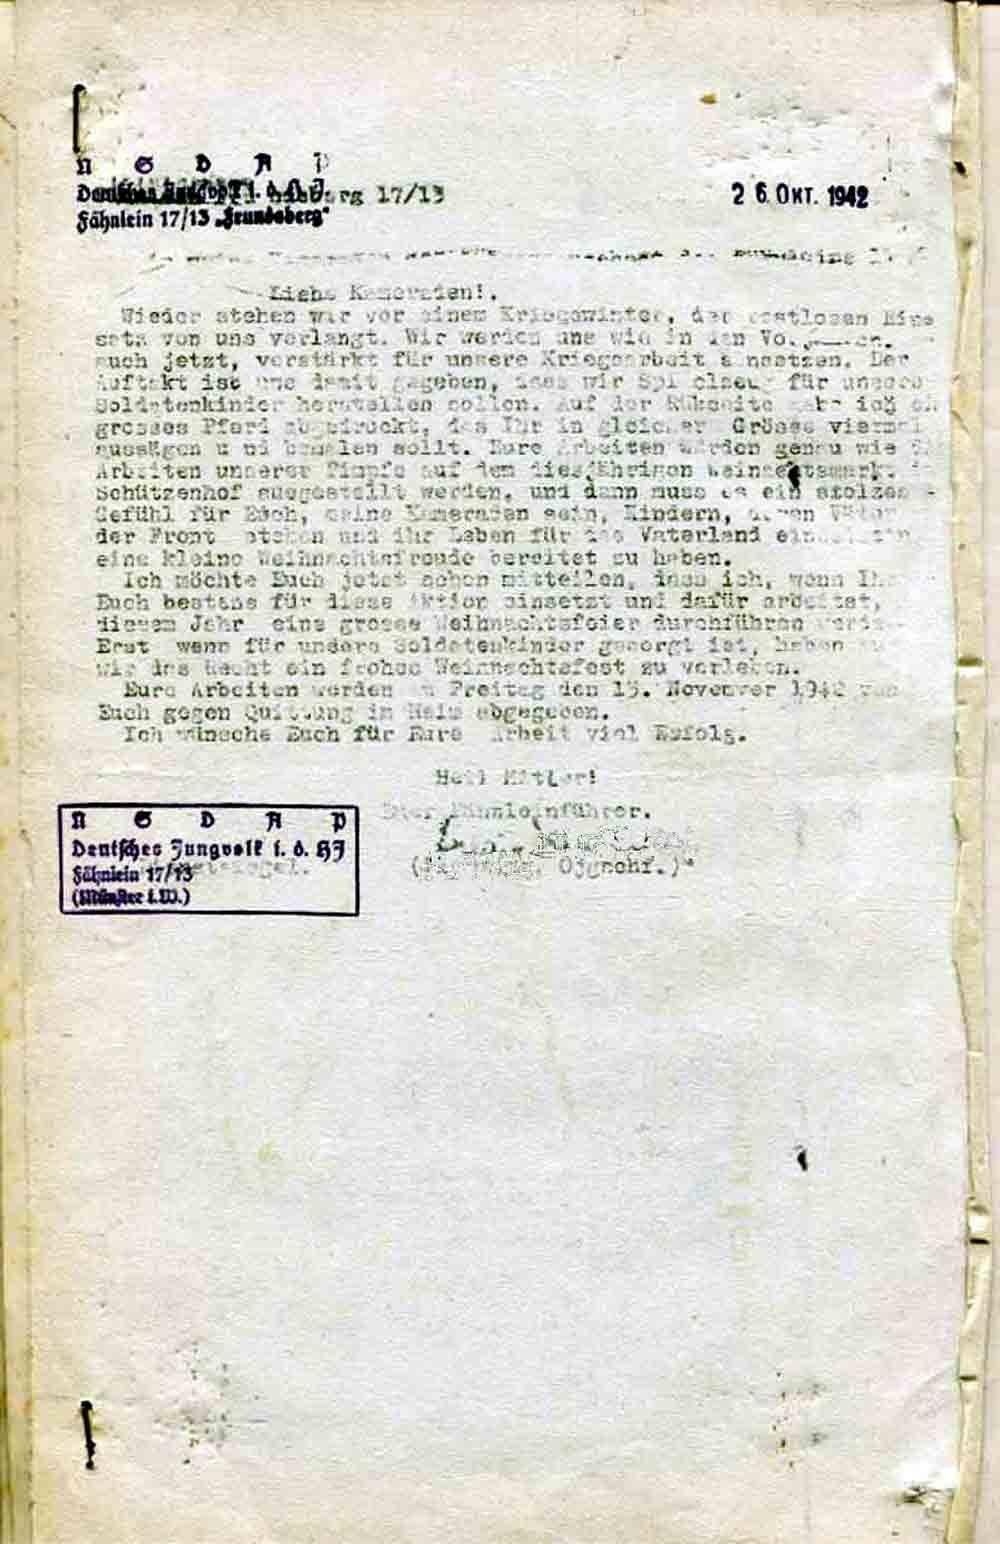 N S D A P
Deutsches Jungvolk i. d. HJ
17/13
Fähnlein 17/13 „Frundsberg"
26. OKT. 1942
Liebe Kameraden!.
Wieder stehen wir vor einem Kriegswinter, der restlosen Eins
satz von uns verlangt. Wir werden uns wie in den
auch jetzt, verstärkt für unsere Kriegsarbeit einsetzen. Der
Auftakt ist uns damit gegeben, dass wir für unsere
Soldatenkinder herstellen sollen. Auf der Rükseite habe ich
grosses Pferd abgedruckt, das Ihr in gleicher Grösse viermal
aussägen u nd bemalen sollt. Eure Arbeiten werden genau wie
Arbeiten unserer Pimpfe auf dem diesjährigen Weihnachtsmarkt
Schützenhof ausgestellt werden, und dann muss es ein stolzes
Gefühl für Euch, meine Kameraden sein, Kindern, deren Väter
der Front stehen und ihr Leben für das Vaterland
eine kleine Weihnachtsfreude bereitet zu haben.
Ich möchte Euch jetzt schon mitteilen, dass ich, wenn Ihr
Euch bestens für diese Aktion einsetzt und dafür arbeitet,
diesem Jahr eine grosse Weihnachtsfeier durchführen werde.
Erst wenn für unsere Soldatenkinder gesorgt ist, haben
wir das Recht ein frohes Weihnachtsfest zu verleben.
Eure Arbeiten werden am Freitag den 13. Novemver 1942 von
Euch gegen Quittung im Heim abgegeben.
Ich wünsche Euch für Eure Arbeit viel Erfolg.
Heil Hitler!
Euer Fähnleinführer.
N S D A P
Deutsches Jungvolk i. d. HJ
Fähnlein 17/13
(Münster i.W.)